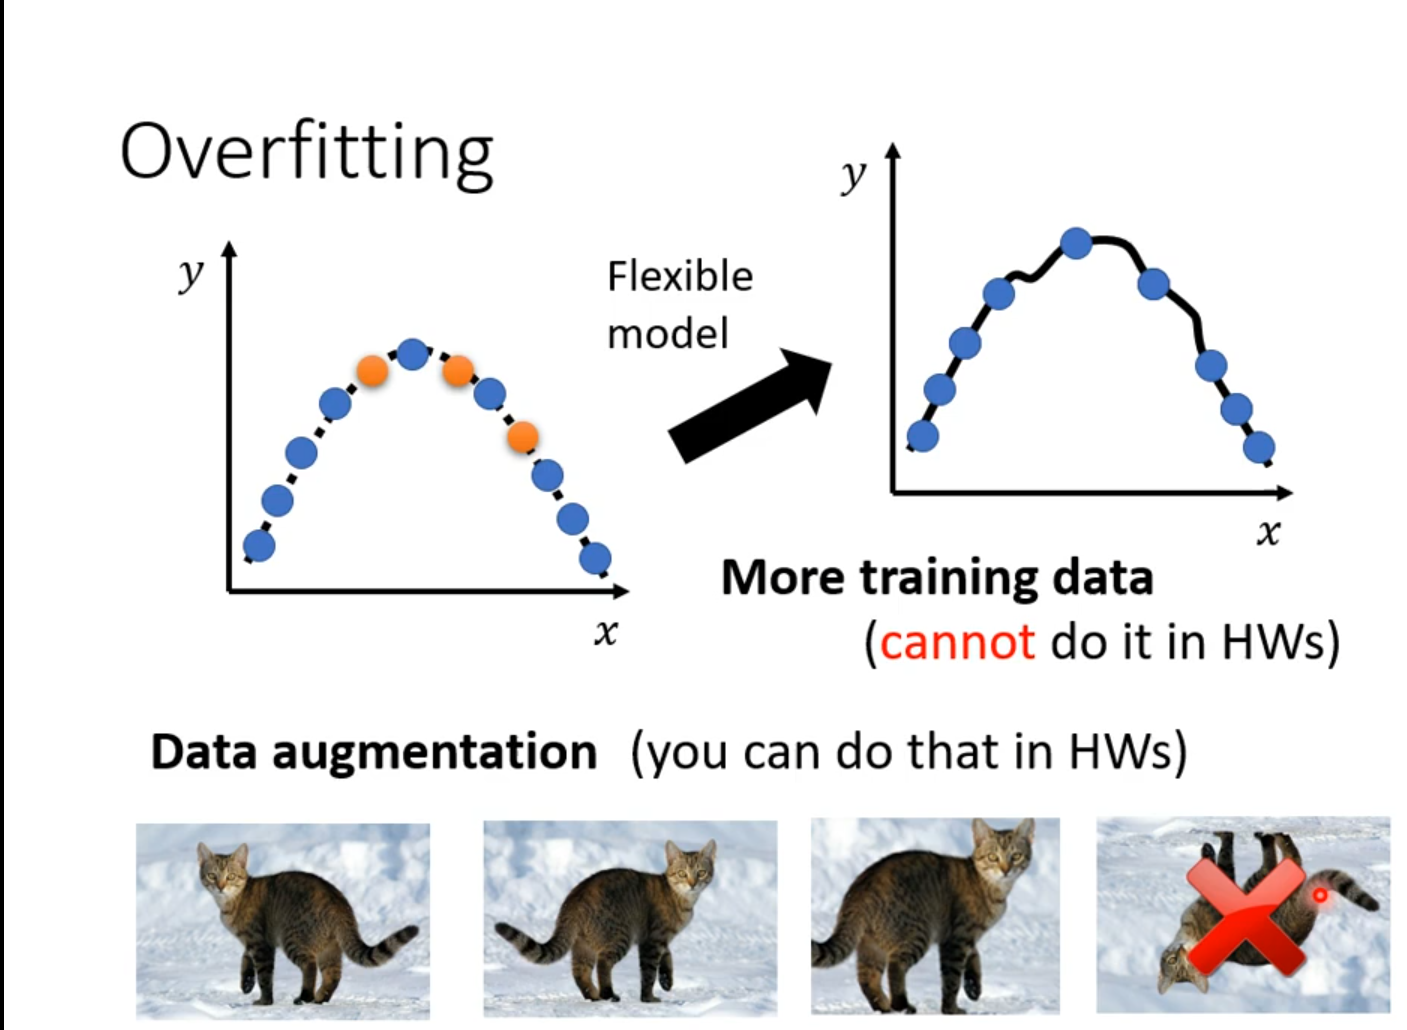 Overfitting
y
x
Flexible
model
y
x
More training data
(cannot do it in HWs)
Data augmentation (you can do that in HWs)